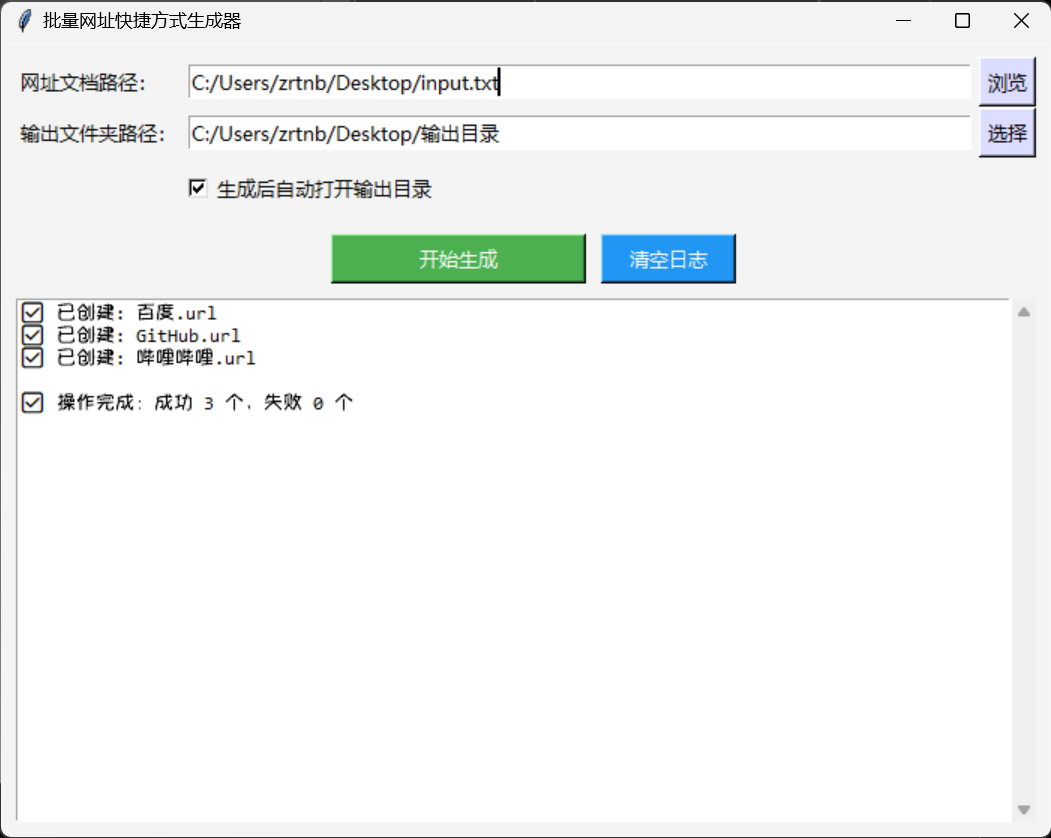 批量网址快捷方式生成器
网址文档路径: C:/Users/zrtnb/Desktop/input.txt 浏览
输出文件夹路径: C:/Users/zrtnb/Desktop/输出目录 选择
生成后自动打开输出目录
开始生成 清空日志
已创建: 百度.url
已创建: GitHub.url
已创建: 哔哩哔哩.url
操作完成: 成功 3 个, 失败 0 个